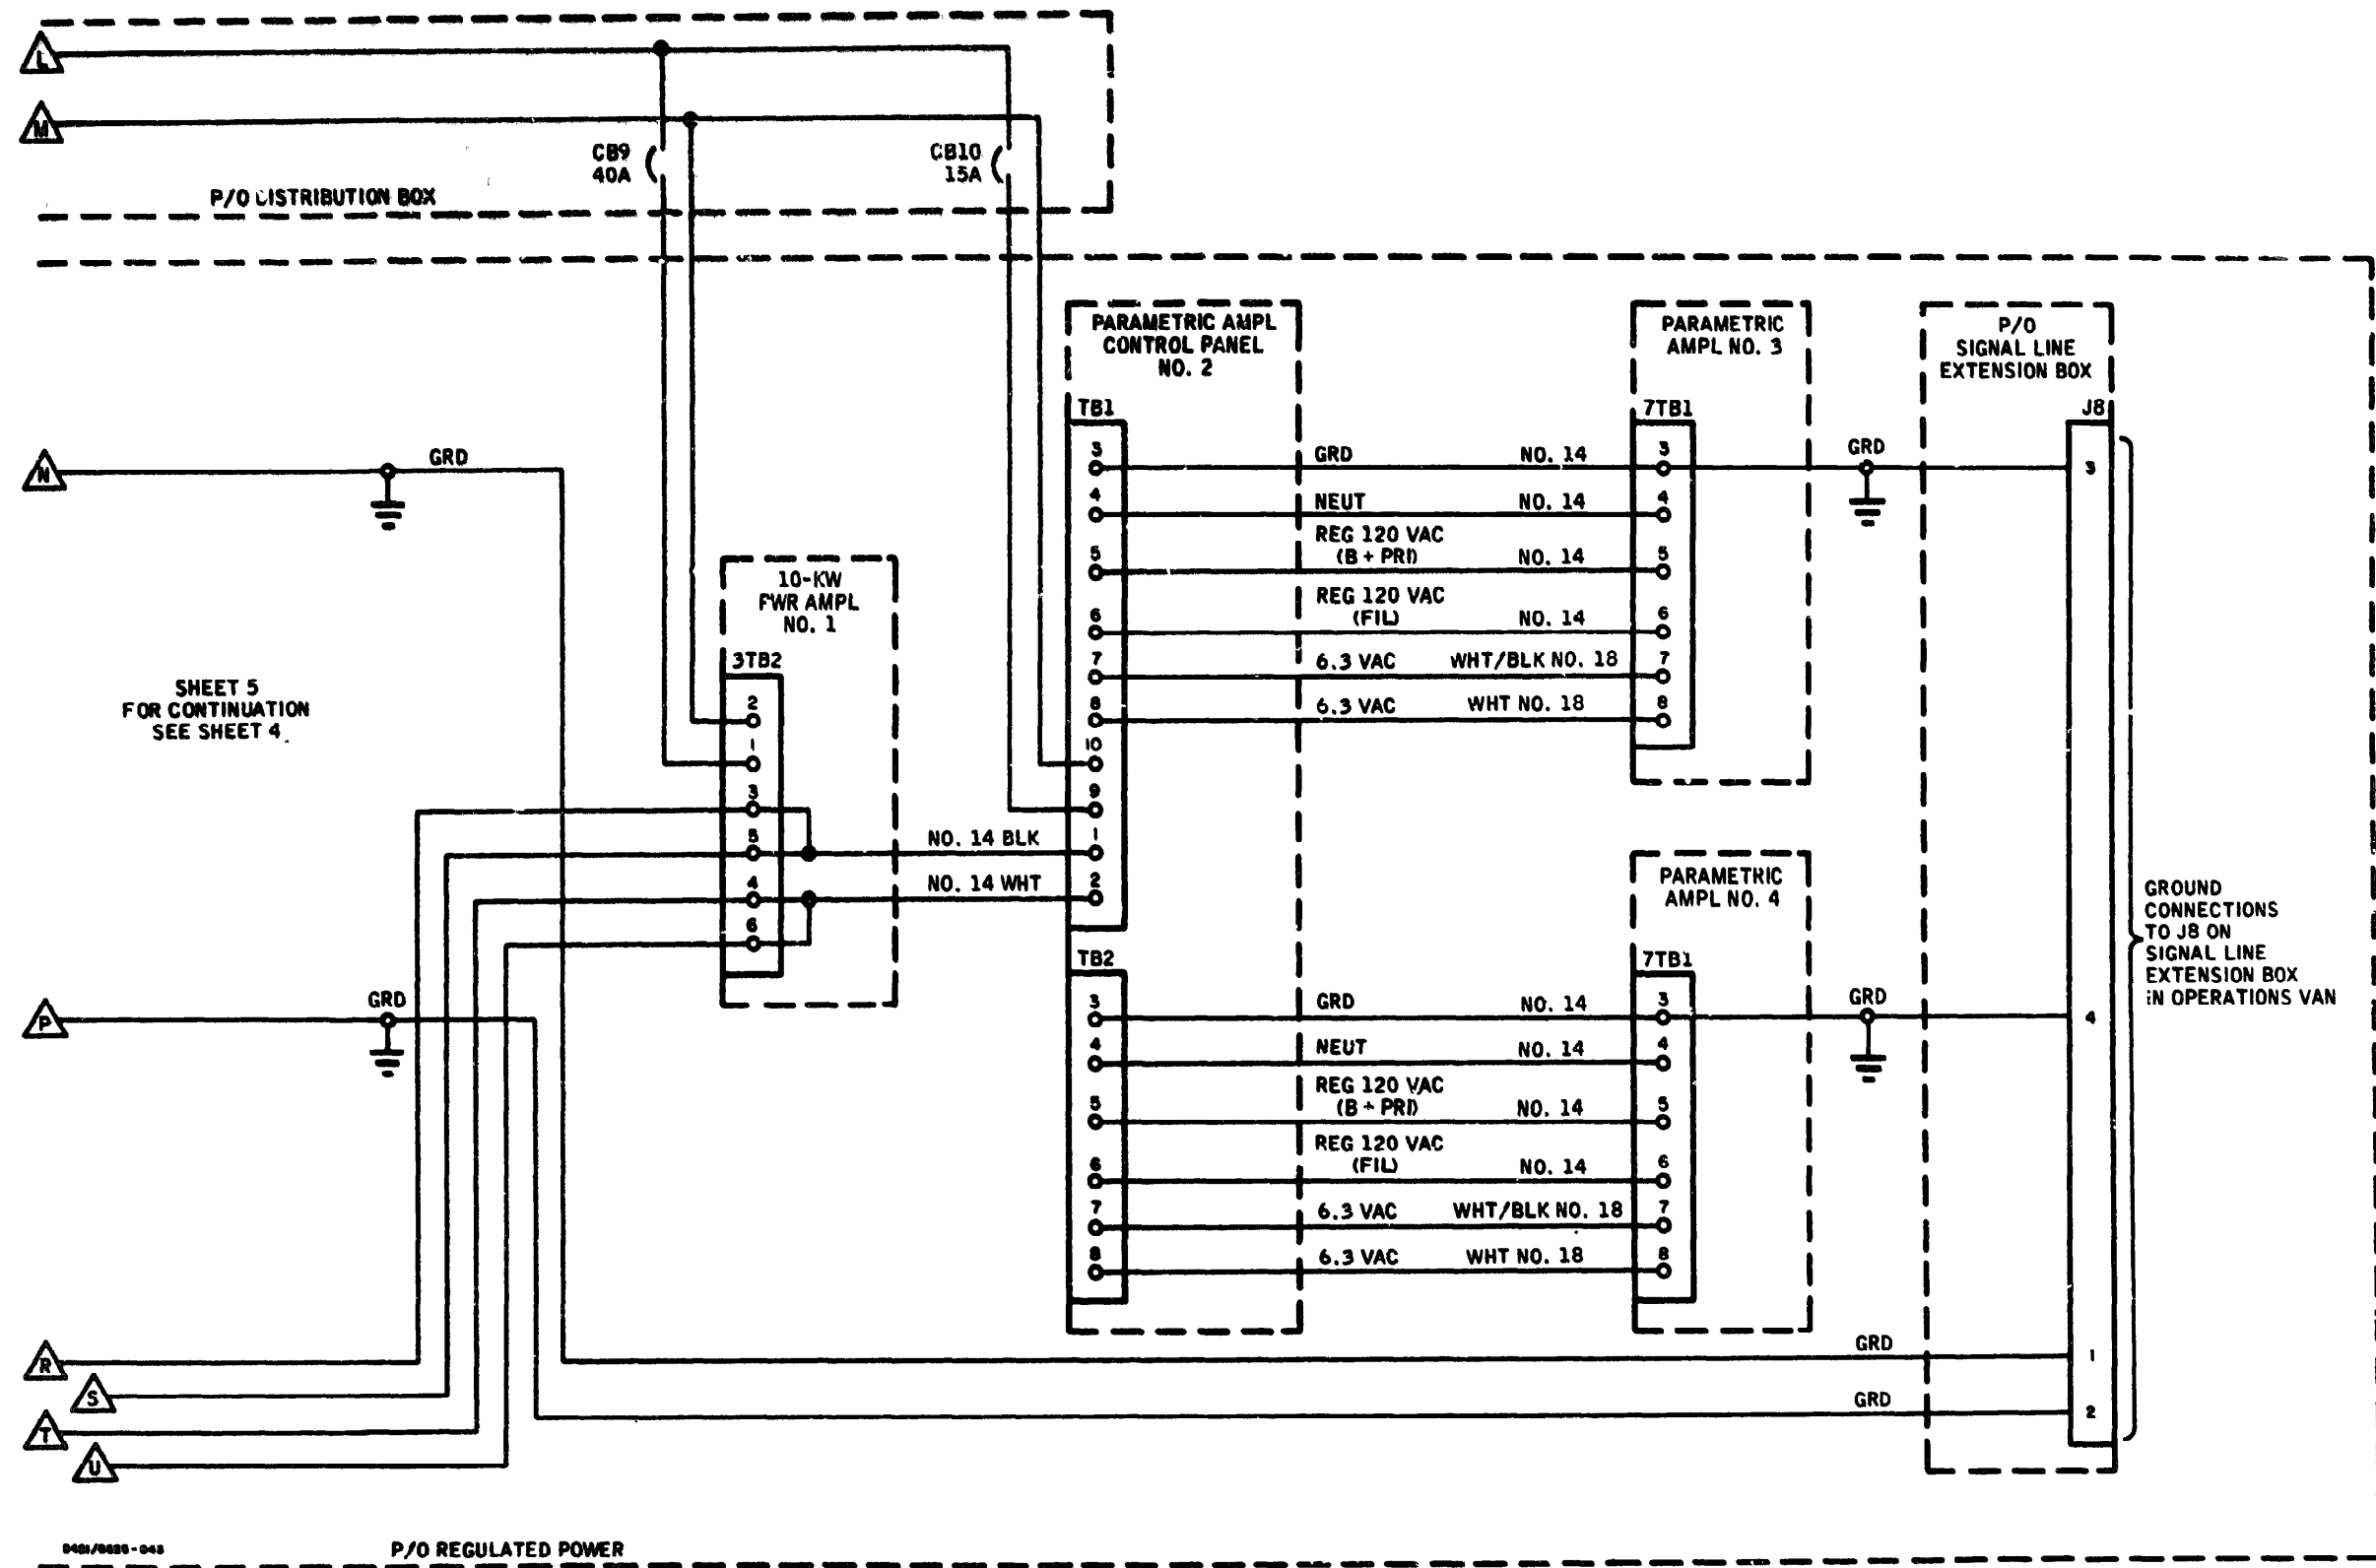 L
M
CB9
40A
CB10
15A
P/O DISTRIBUTION BOX
PARAMETRIC AMPL
CONTROL PANEL
NO. 2
PARAMETRIC
AMPL NO. 3
P/O
SIGNAL LINE
EXTENSION BOX
TB1
7TB1
J8
N
GRD
3
GRD
NO. 14
3
GRD
3
4
NEUT
NO. 14
4
5
REG 120 VAC
(B + PRI)
NO. 14
5
6
REG 120 VAC
(FIL)
NO. 14
6
7
6.3 VAC
WHT/BLK NO. 18
7
8
6.3 VAC
WHT NO. 18
8
10
9
1
2
10-KW
PWR AMPL
NO. 1
3TB2
2
1
3
5
4
6
NO. 14 BLK
NO. 14 WHT
SHEET 5
FOR CONTINUATION
SEE SHEET 4
PARAMETRIC
AMPL NO. 4
GROUND
CONNECTIONS
TO J8 ON
SIGNAL LINE
EXTENSION BOX
IN OPERATIONS VAN
TB2
7TB1
P
GRD
3
GRD
NO. 14
3
GRD
4
4
NEUT
NO. 14
4
5
REG 120 VAC
(B + PRI)
NO. 14
5
6
REG 120 VAC
(FIL)
NO. 14
6
7
6.3 VAC
WHT/BLK NO. 18
7
8
6.3 VAC
WHT NO. 18
8
R
GRD
1
S
GRD
2
T
U
P/O REGULATED POWER